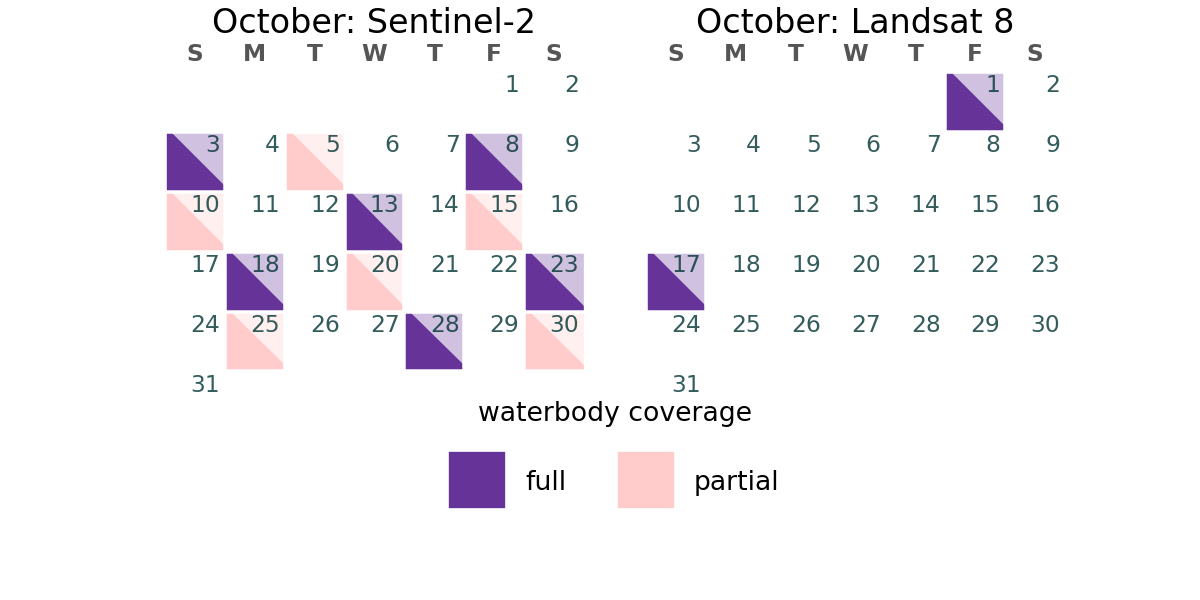 October: Sentinel-2
S M T W T F S
1 2
3 4 5 6 7 8 9
10 11 12 13 14 15 16
17 18 19 20 21 22 23
24 25 26 27 28 29 30
31
October: Landsat 8
S M T W T F S
1 2
3 4 5 6 7 8 9
10 11 12 13 14 15 16
17 18 19 20 21 22 23
24 25 26 27 28 29 30
31
waterbody coverage
full partial